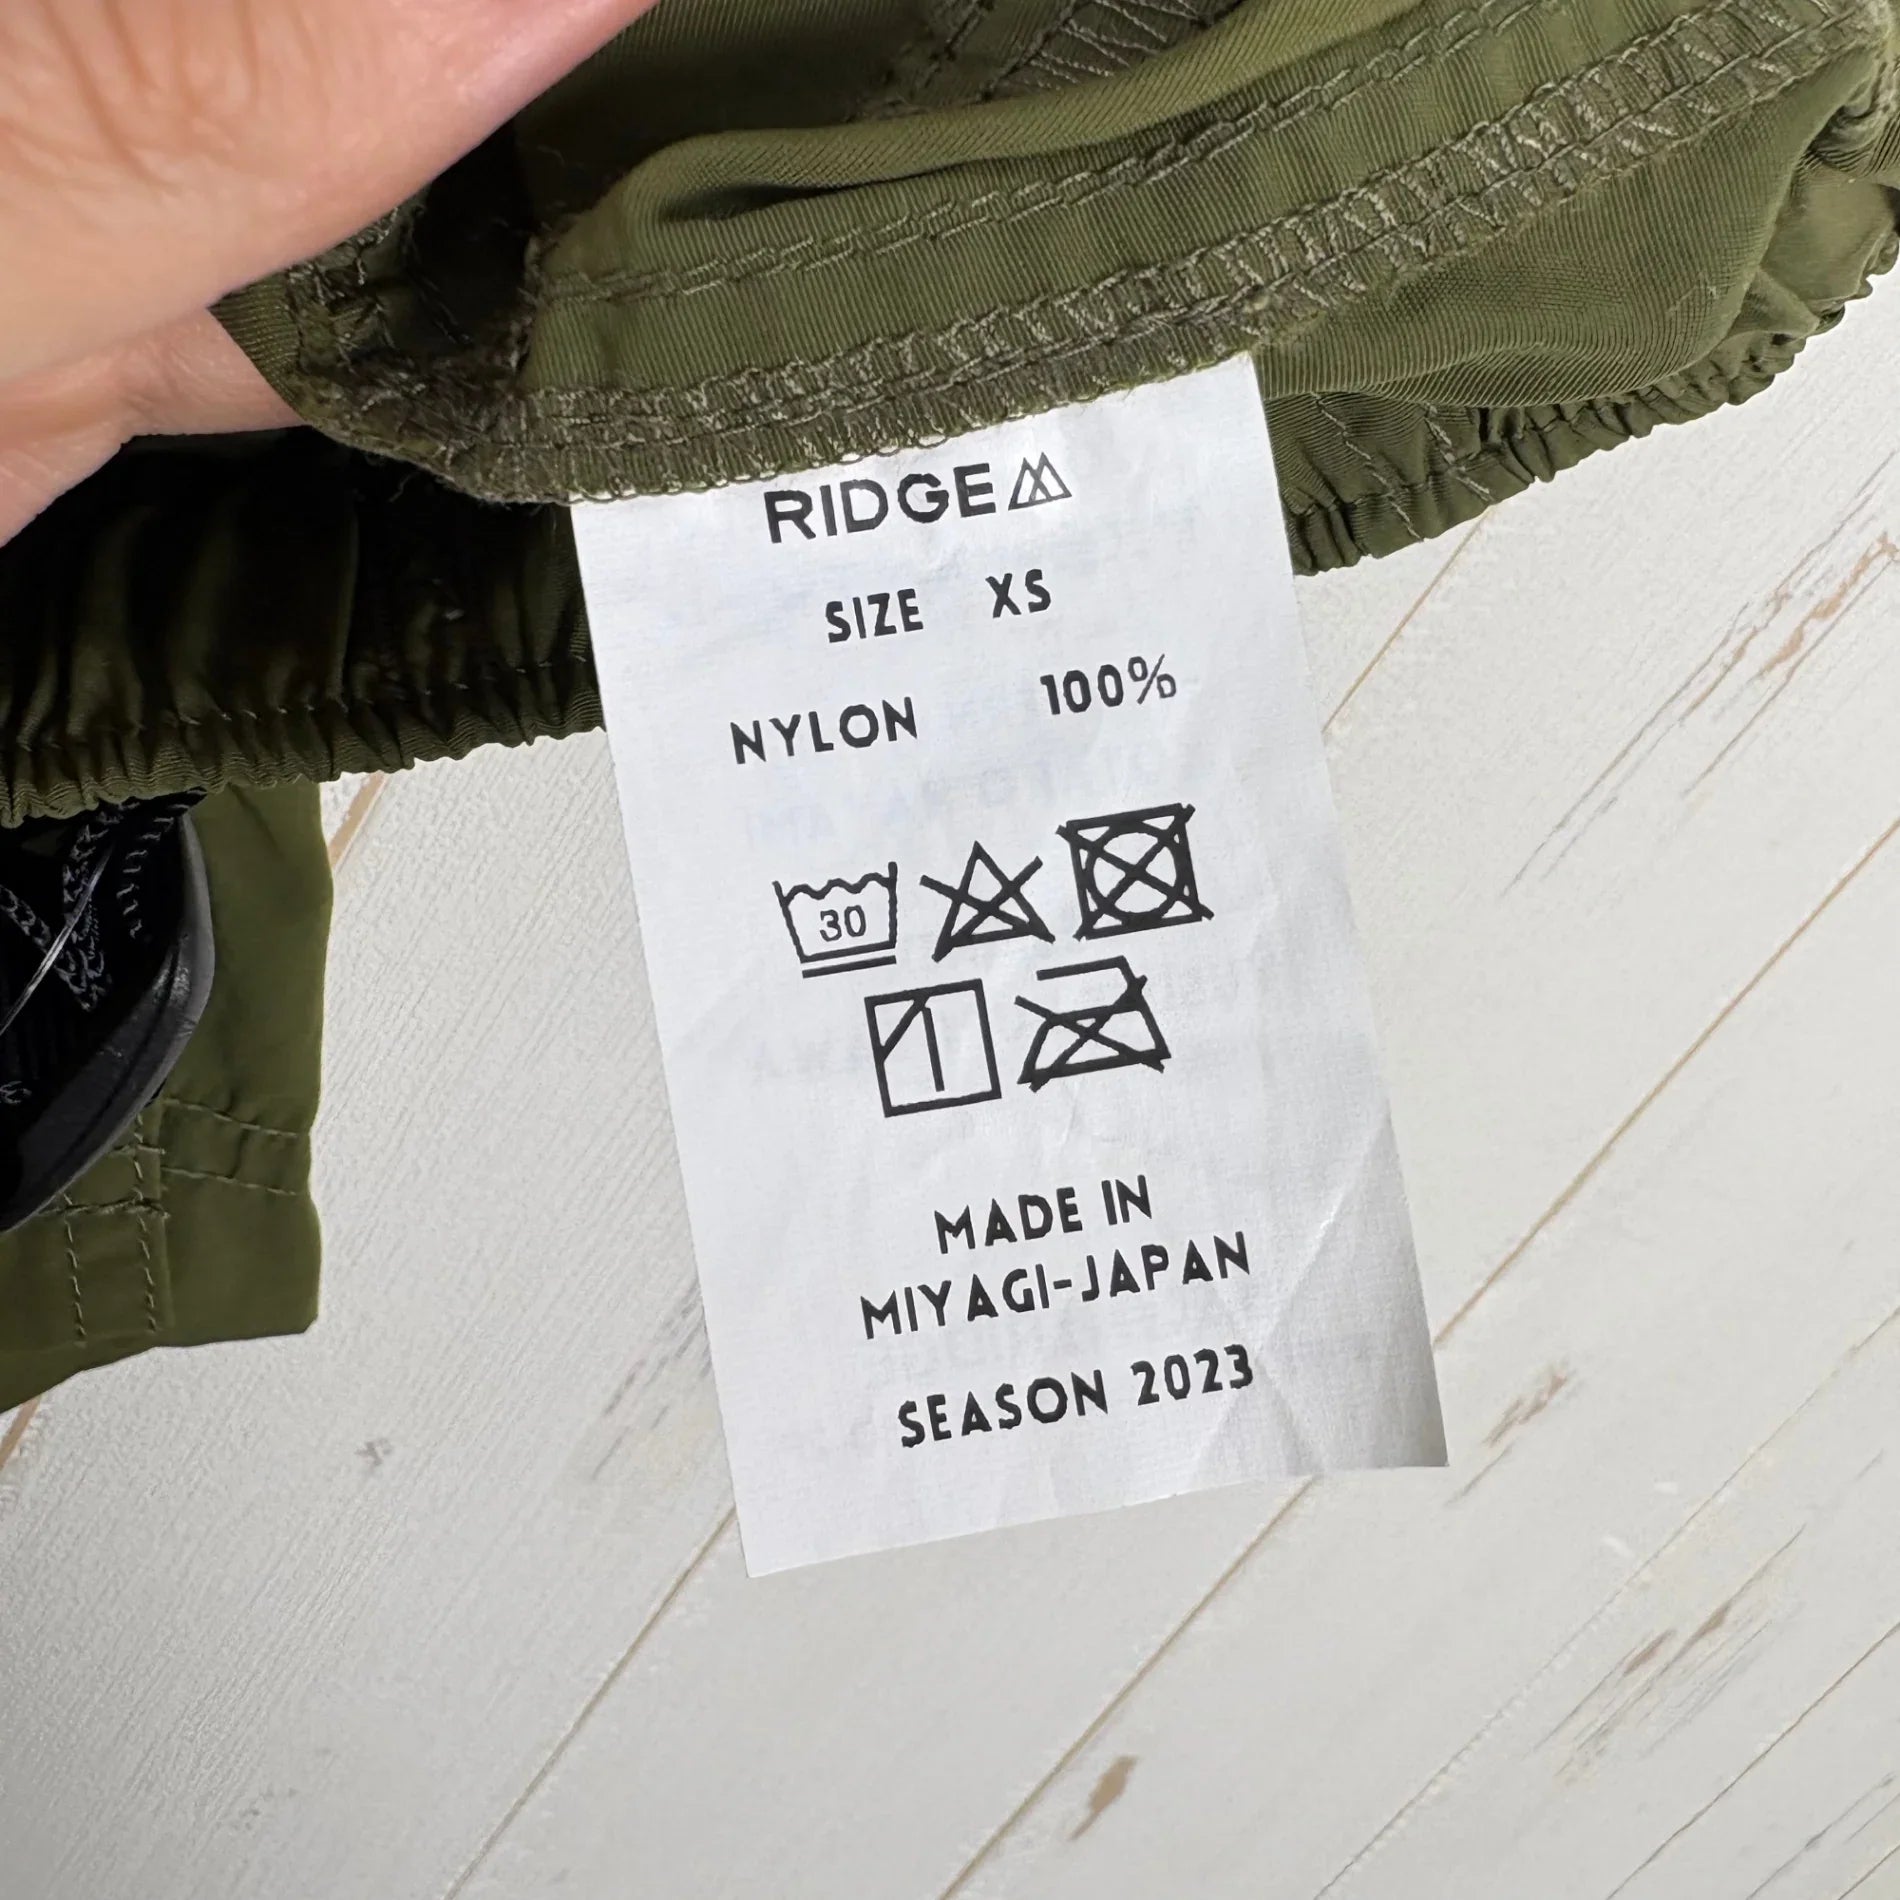 RIDGE
SIZE XS
NYLON 100%
30
MADE IN
MIYAGI-JAPAN
SEASON 2023